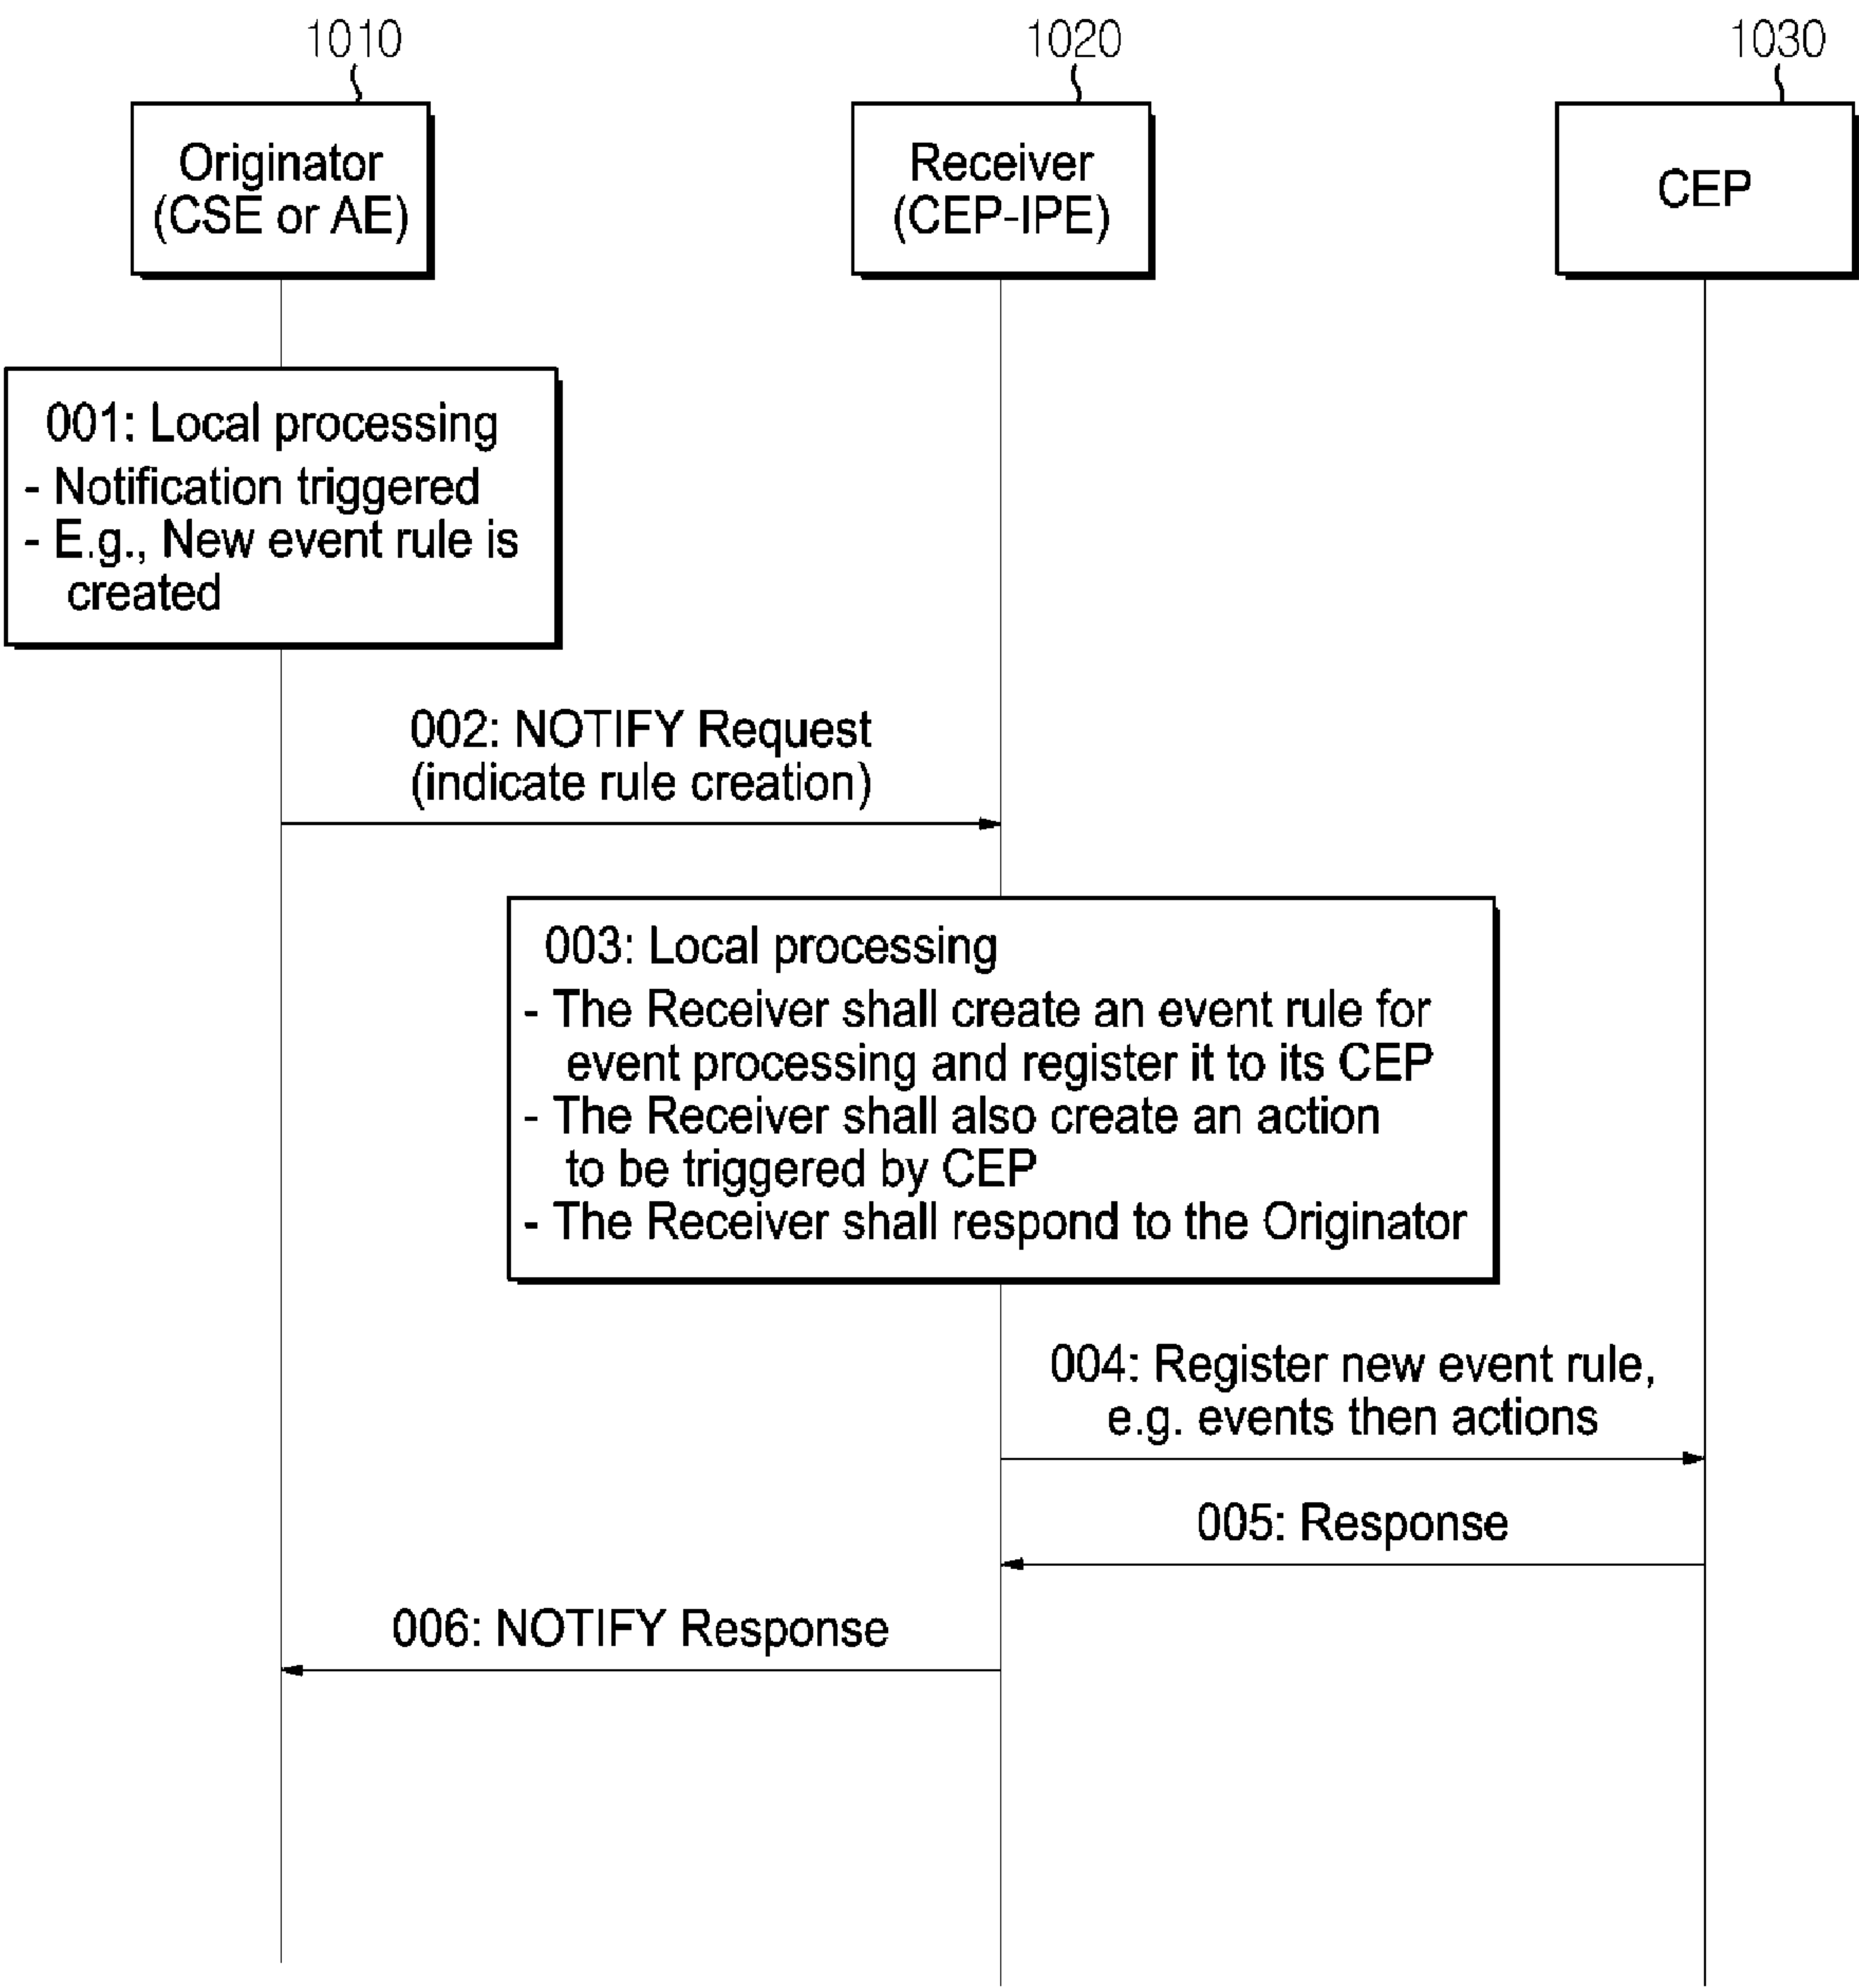 1010
1020
1030
Originator
(CSE or AE)
Receiver
(CEP-IPE)
CEP
001: Local processing
- Notification triggered
- E.g., New event rule is
created
002: NOTIFY Request
(indicate rule creation)
003: Local processing
- The Receiver shall create an event rule for
event processing and register it to its CEP
- The Receiver shall also create an action
to be triggered by CEP
- The Receiver shall respond to the Originator
004: Register new event rule,
e.g. events then actions
005: Response
006: NOTIFY Response